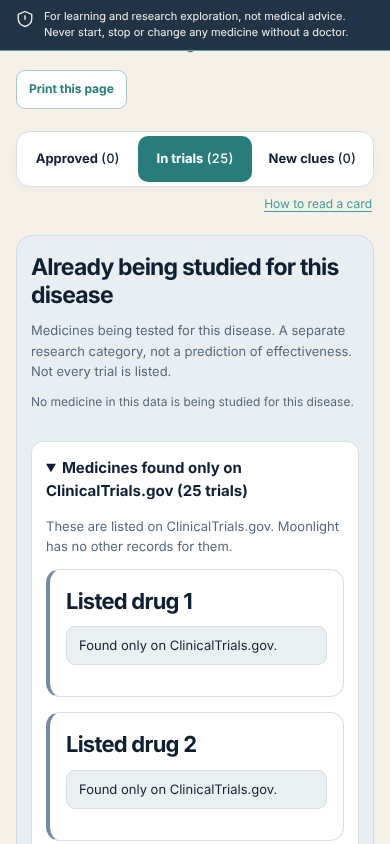 For learning and research exploration, not medical advice.
Never start, stop or change any medicine without a doctor.
Print this page
Approved (0)
In trials (25)
New clues (0)
How to read a card
Already being studied for this
disease
Medicines being tested for this disease. A separate
research category, not a prediction of effectiveness.
Not every trial is listed.
No medicine in this data is being studied for this disease.
▼ Medicines found only on
ClinicalTrials.gov (25 trials)
These are listed on ClinicalTrials.gov. Moonlight
has no other records for them.
Listed drug 1
Found only on ClinicalTrials.gov.
Listed drug 2
Found only on ClinicalTrials.gov.